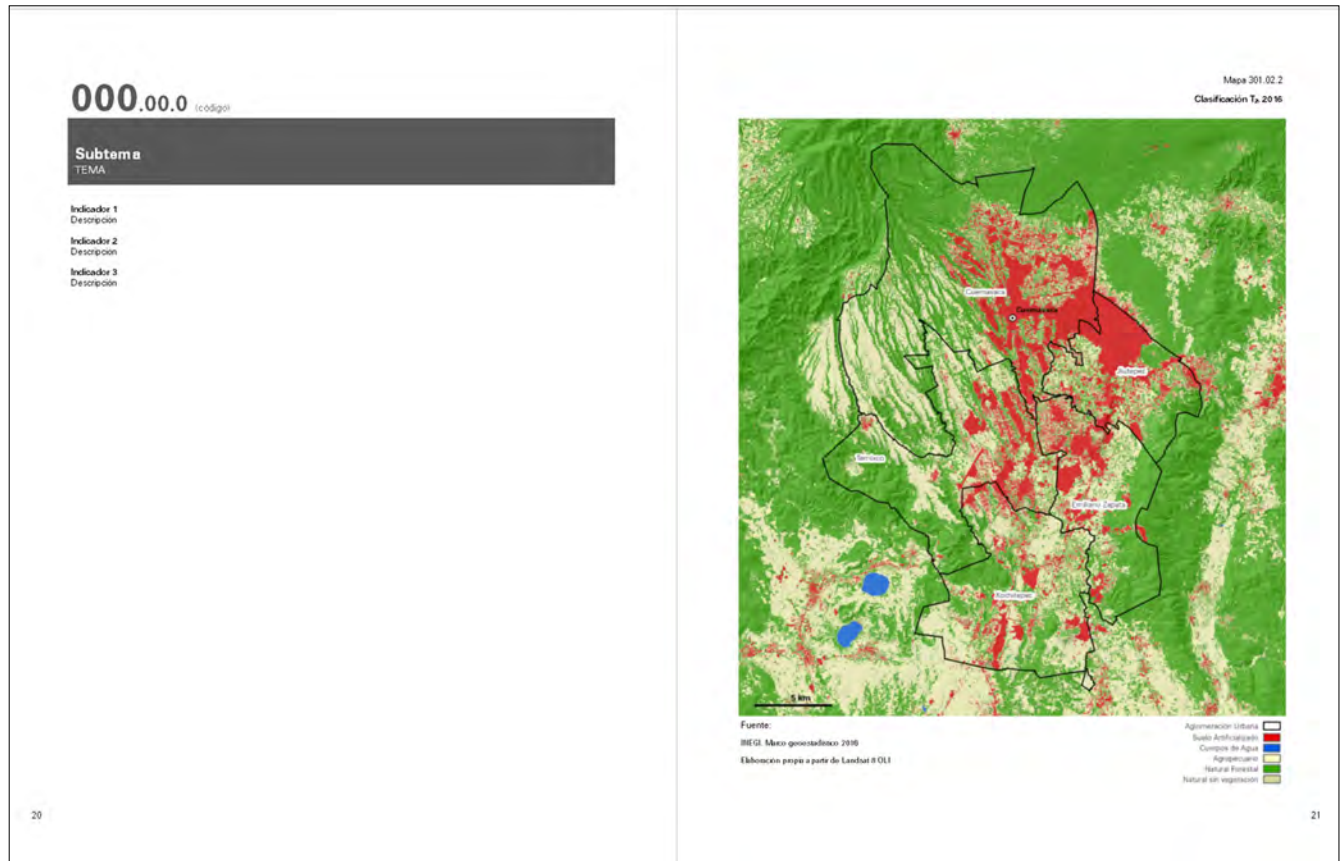 000.00.0 (código)
Subtema
TEMA
Indicador 1
Descripción
Indicador 2
Descripción
Indicador 3
Descripción
20
Mapa 301.02.2
Clasificación T₂. 2016
Cuernavaca
Cuernavaca
Jiutepec
Temixco
Emiliano Zapata
Xochitepec
5 km
Fuente:
INEGI. Marco geoestadístico 2016
Elaboración propia a partir de Landsat 8 OLI
Aglomeración Urbana
Suelo Artificializado
Cuerpos de Agua
Agropecuario
Natural Forestal
Natural sin vegetación
21